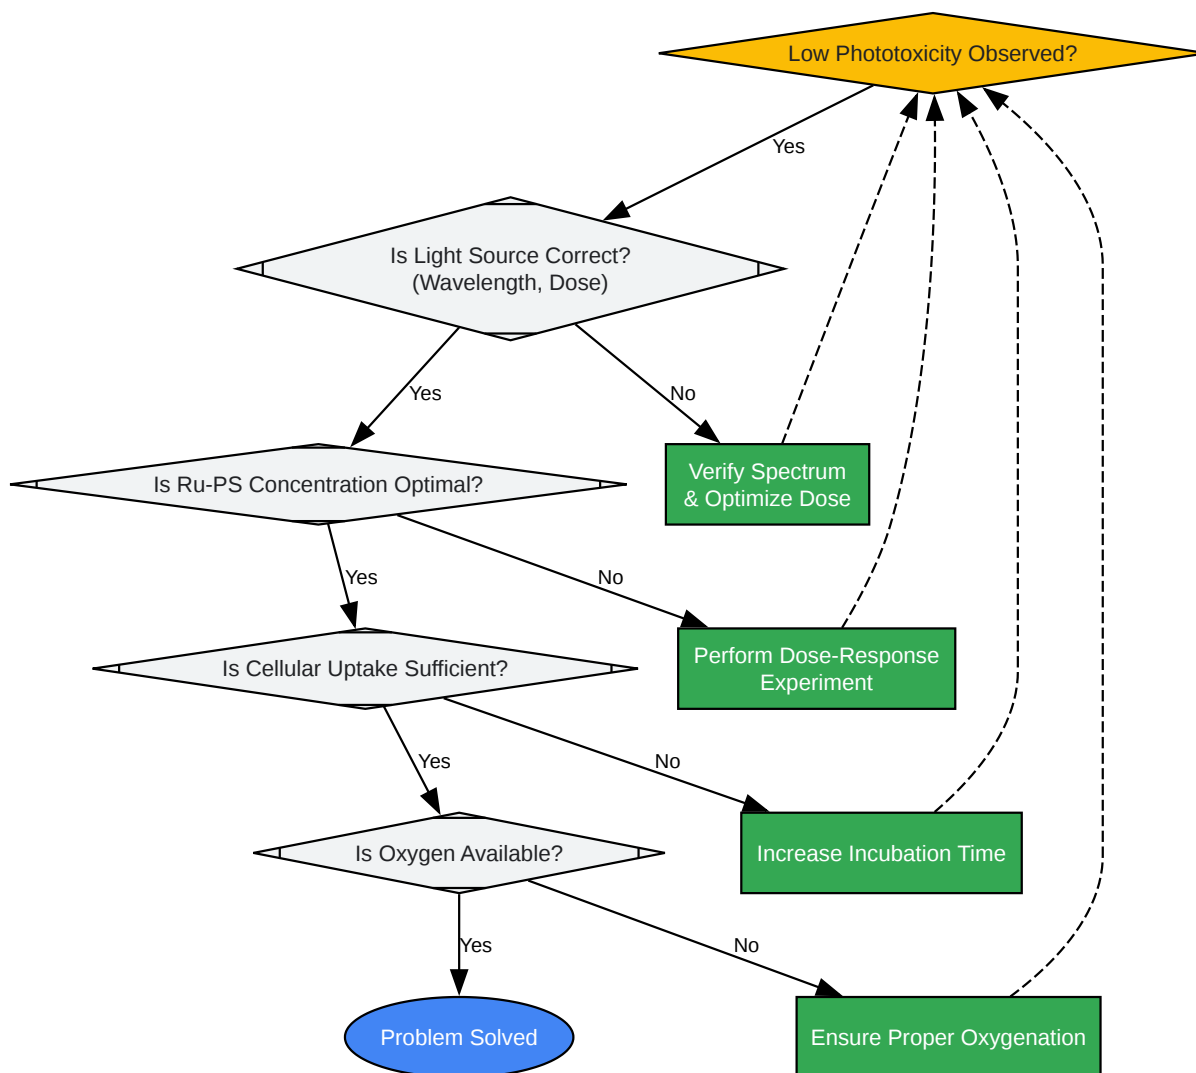 Low Phototoxicity Observed?
Yes
Is Light Source Correct?
(Wavelength, Dose)
Yes
No
Verify Spectrum
& Optimize Dose
Is Ru-PS Concentration Optimal?
Yes
No
Perform Dose-Response
Experiment
Is Cellular Uptake Sufficient?
Yes
No
Increase Incubation Time
Is Oxygen Available?
Yes
No
Problem Solved
Ensure Proper Oxygenation